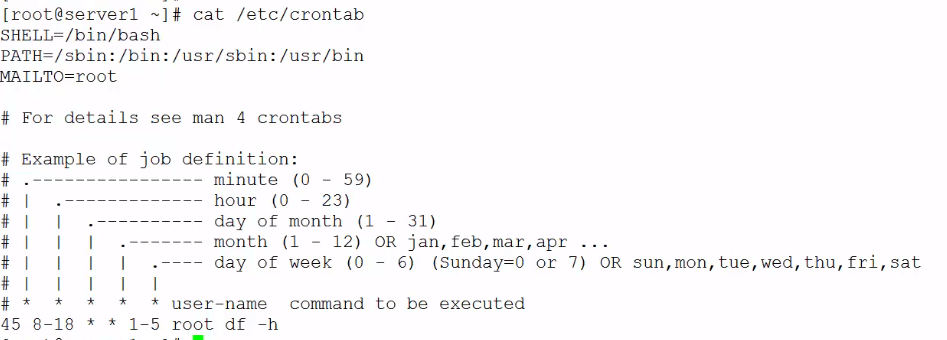 [root@server1 ~]# cat /etc/crontab
SHELL=/bin/bash
PATH=/sbin:/bin:/usr/sbin:/usr/bin
MAILTO=root

# For details see man 4 crontabs

# Example of job definition:
# .---------------- minute (0 - 59)
# |  .------------- hour (0 - 23)
# |  |  .---------- day of month (1 - 31)
# |  |  |  .------- month (1 - 12) OR jan,feb,mar,apr ...
# |  |  |  |  .---- day of week (0 - 6) (Sunday=0 or 7) OR sun,mon,tue,wed,thu,fri,sat
# |  |  |  |  |
# *  *  *  *  * user-name  command to be executed
45 8-18 * * 1-5 root df -h